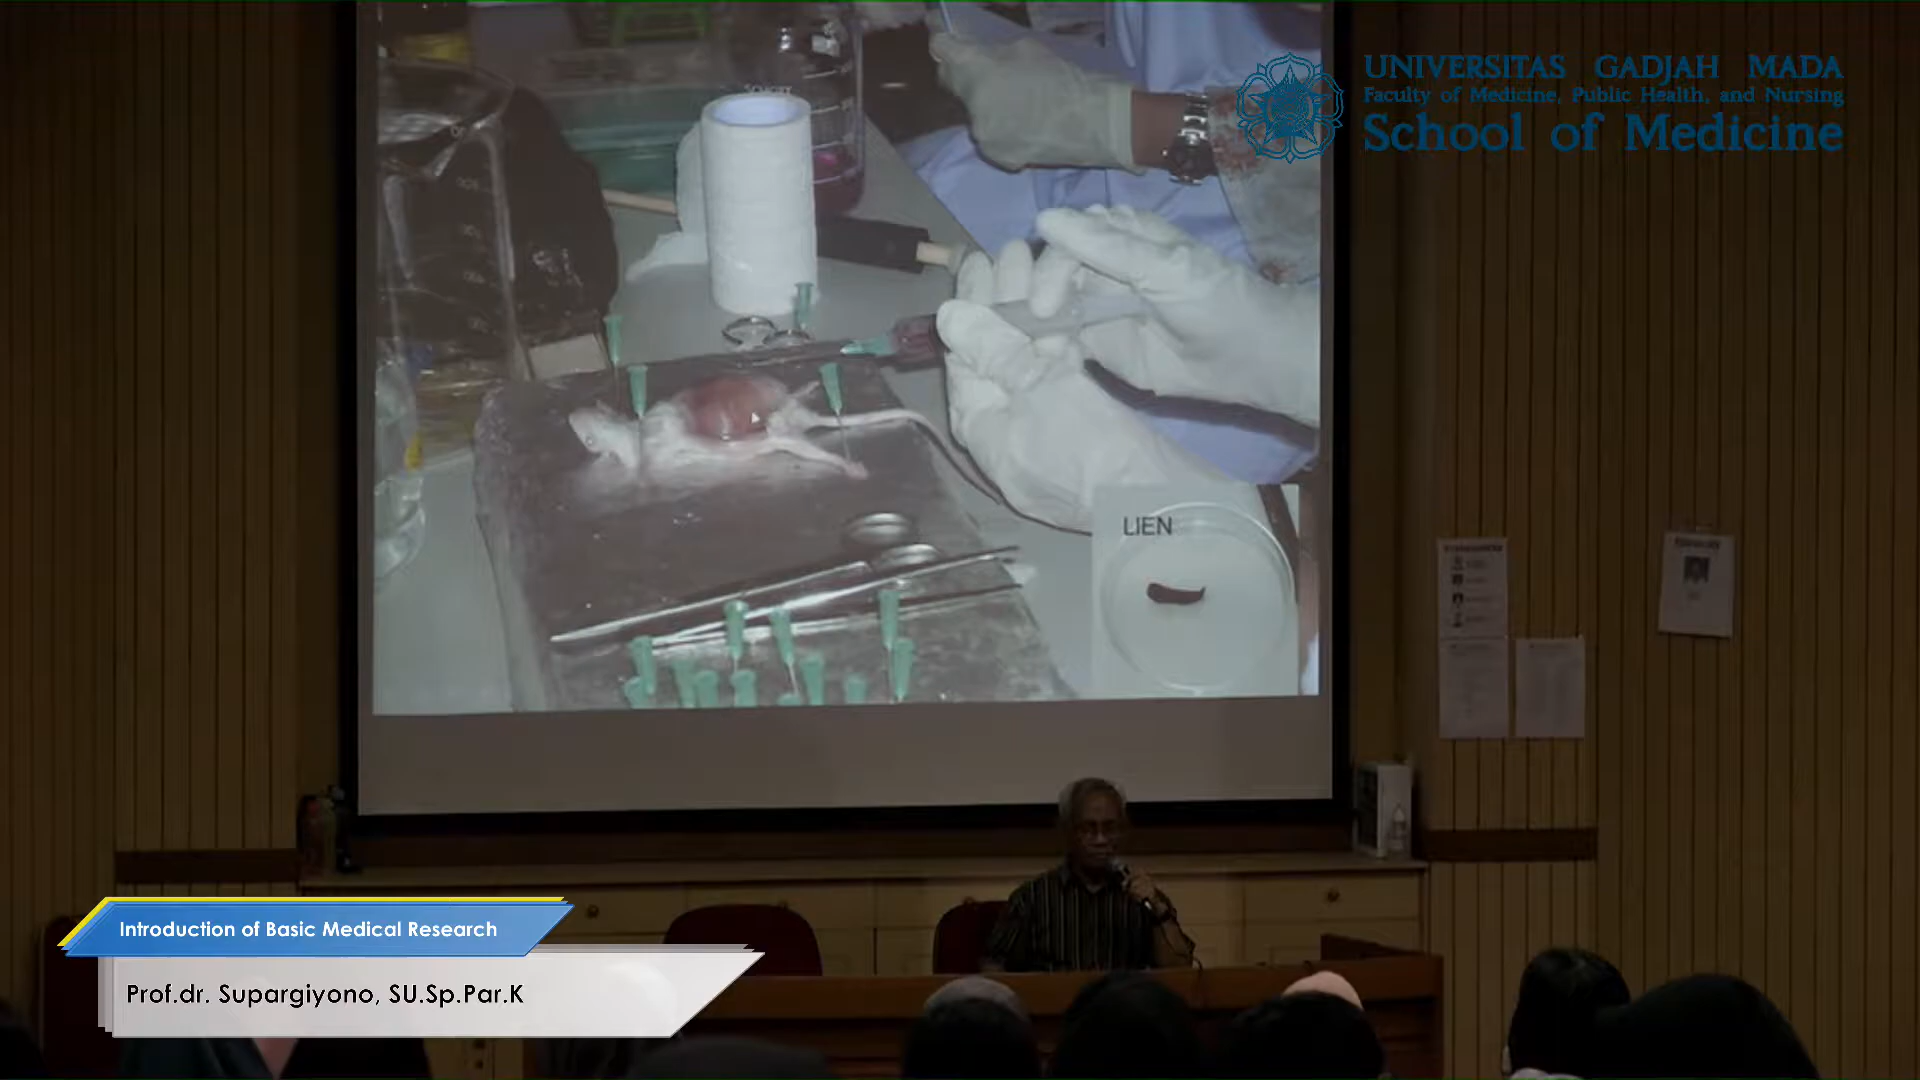 UNIVERSITAS GADJAH MADA
Faculty of Medicine, Public Health, and Nursing
School of Medicine
LIEN
Introduction of Basic Medical Research
Prof.dr. Supargiyono, SU.Sp.Par.K